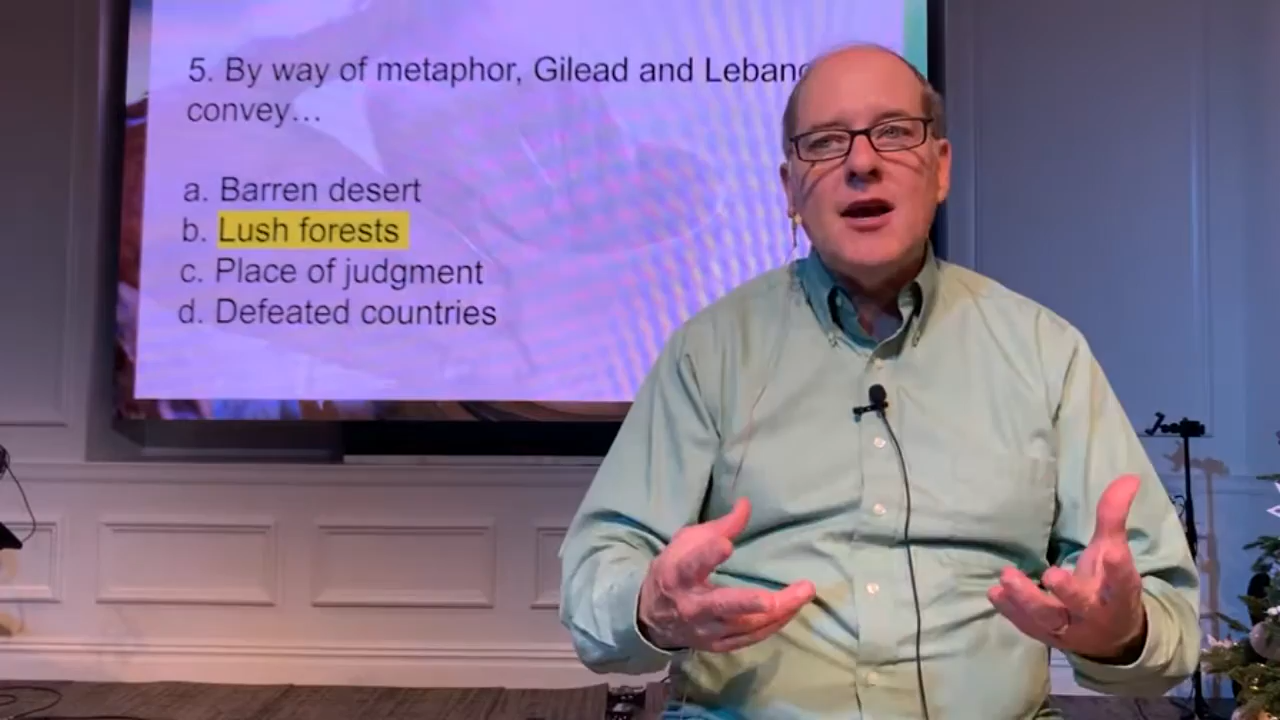 5. By way of metaphor, Gilead and
convey…
a. Barren desert
b. Lush forests
c. Place of judgment
d. Defeated countries